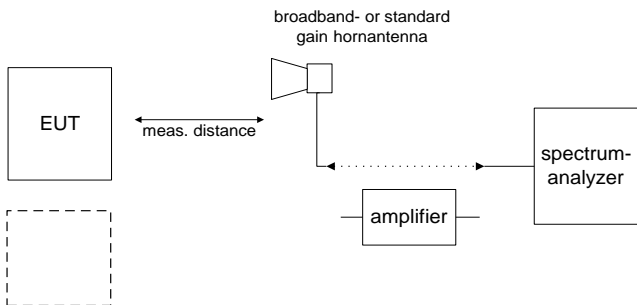 broadband- or standard
gain hornantenna
EUT
meas. distance
spectrum-
analyzer
amplifier